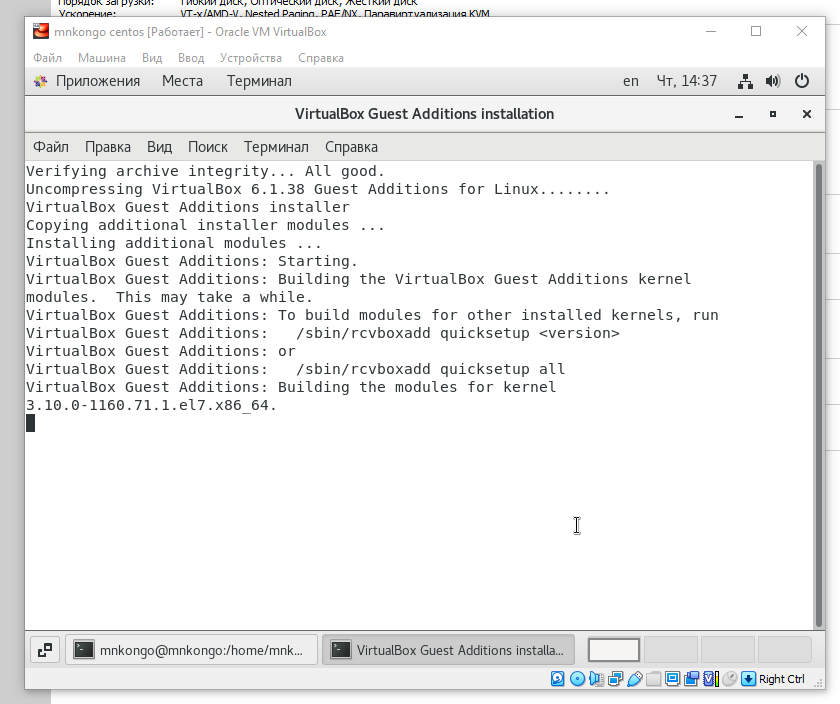 Порядок загрузки: Гибкий диск, Оптический диск, Жёсткий диск
Ускорение: VT-x/AMD-V, Nested Paging, PAE/NX, Паравиртуализация KVM
mnkongo centos [Работает] - Oracle VM VirtualBox
Файл Машина Вид Ввод Устройства Справка
Приложения Места Терминал en Чт, 14:37
VirtualBox Guest Additions installation
Файл Правка Вид Поиск Терминал Справка
Verifying archive integrity... All good.
Uncompressing VirtualBox 6.1.38 Guest Additions for Linux........
VirtualBox Guest Additions installer
Copying additional installer modules ...
Installing additional modules ...
VirtualBox Guest Additions: Starting.
VirtualBox Guest Additions: Building the VirtualBox Guest Additions kernel
modules.  This may take a while.
VirtualBox Guest Additions: To build modules for other installed kernels, run
VirtualBox Guest Additions:   /sbin/rcvboxadd quicksetup <version>
VirtualBox Guest Additions: or
VirtualBox Guest Additions:   /sbin/rcvboxadd quicksetup all
VirtualBox Guest Additions: Building the modules for kernel
3.10.0-1160.71.1.el7.x86_64.
mnkongo@mnkongo:/home/mnk... VirtualBox Guest Additions installa...
Right Ctrl